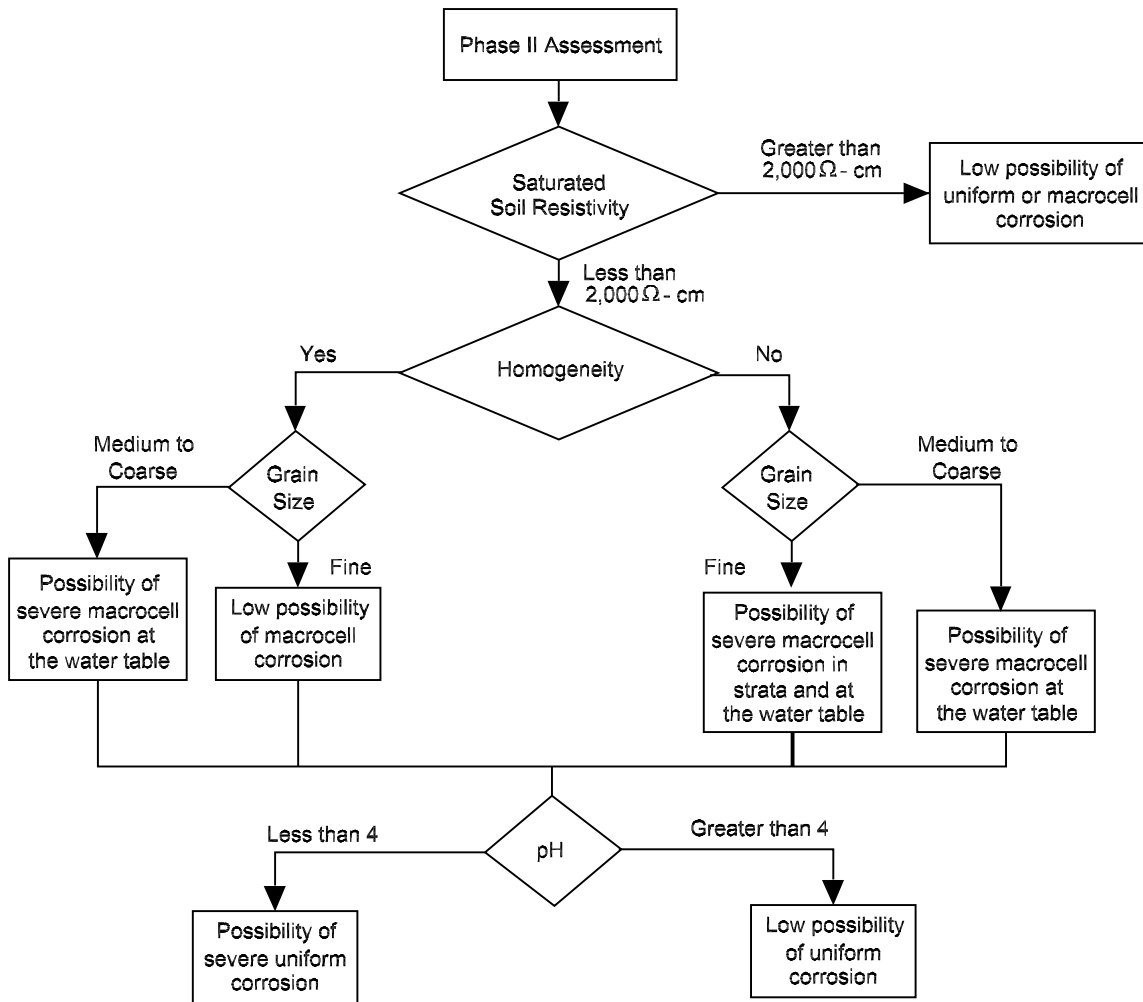 Phase II Assessment
Saturated
Soil Resistivity
Greater than
2,000 Ω - cm
Low possibility of
uniform or macrocell
corrosion
Less than
2,000 Ω - cm
Homogeneity
Yes
No
Medium to
Coarse
Grain
Size
Fine
Possibility of
severe macrocell
corrosion at
the water table
Low possibility
of macrocell
corrosion
Grain
Size
Medium to
Coarse
Fine
Possibility of
severe macrocell
corrosion in
strata and at
the water table
Possibility of
severe macrocell
corrosion at
the water table
pH
Less than 4
Greater than 4
Possibility of
severe uniform
corrosion
Low possibility
of uniform
corrosion